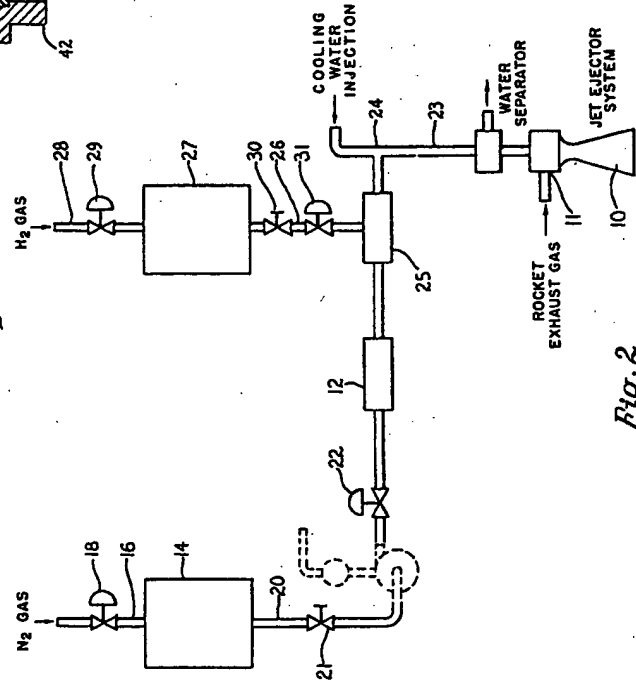 42
H₂ GAS
28
29
27
30
26
31
COOLING
WATER
INJECTION
24
23
WATER
SEPARATOR
25
12
22
N₂ GAS
18
16
14
20
21
ROCKET
EXHAUST GAS
11
10
JET EJECTOR
SYSTEM
Fig. 2